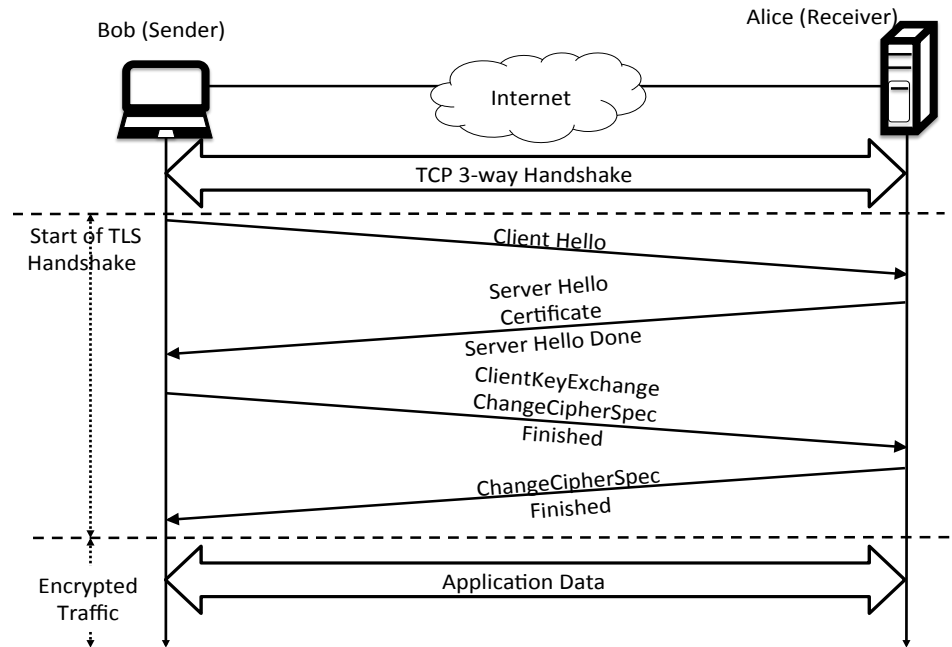 Bob (Sender)
Alice (Receiver)
Internet
TCP 3-way Handshake
Start of TLS
Handshake
Client Hello
Server Hello
Certificate
Server Hello Done
ClientKeyExchange
ChangeCipherSpec
Finished
ChangeCipherSpec
Finished
Encrypted
Traffic
Application Data